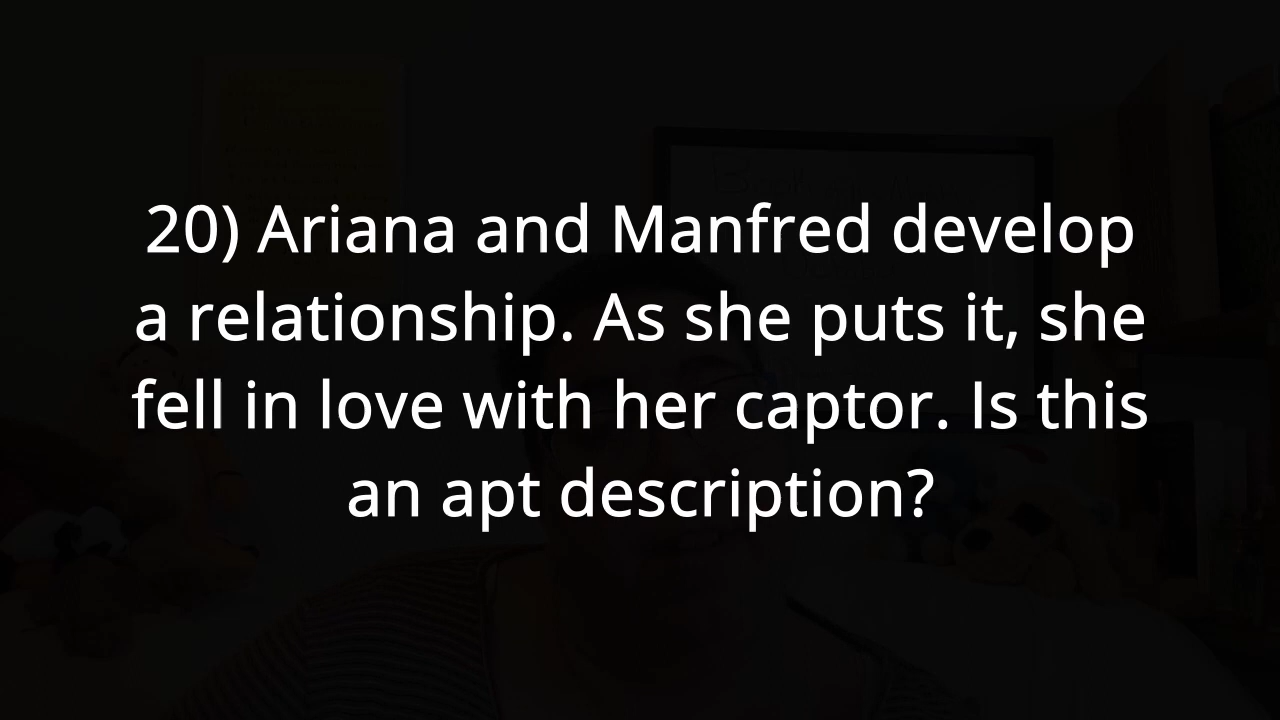 20) Ariana and Manfred develop
a relationship. As she puts it, she
fell in love with her captor. Is this
an apt description?